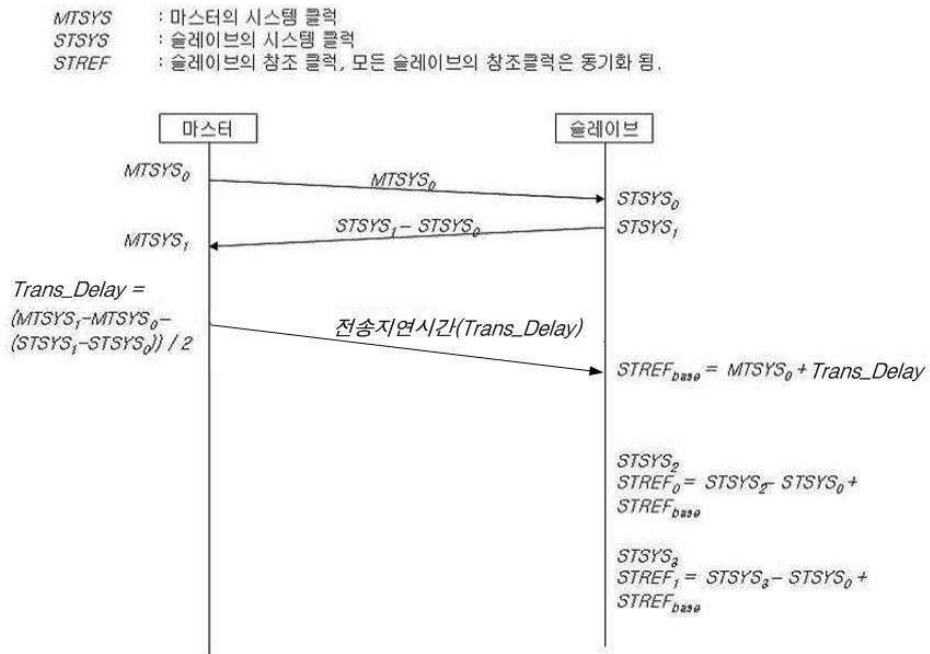 MTSYS : 마스터의 시스템 클럭
STSYS : 슬레이브의 시스템 클럭
STREF : 슬레이브의 참조 클럭, 모든 슬레이브의 참조클럭은 동기화 됨.
마스터 슬레이브
MTSYS₀ MTSYS₀ STSYS₀
MTSYS₁ STSYS₁ – STSYS₀ STSYS₁
Trans_Delay =
(MTSYS₁–MTSYS₀–
(STSYS₁–STSYS₀)) / 2
전송지연시간(Trans_Delay)
STREF_base = MTSYS₀ + Trans_Delay
STSYS₂
STREF₀ = STSYS₂– STSYS₀ +
STREF_base
STSYS₃
STREF₁ = STSYS₃– STSYS₀ +
STREF_base